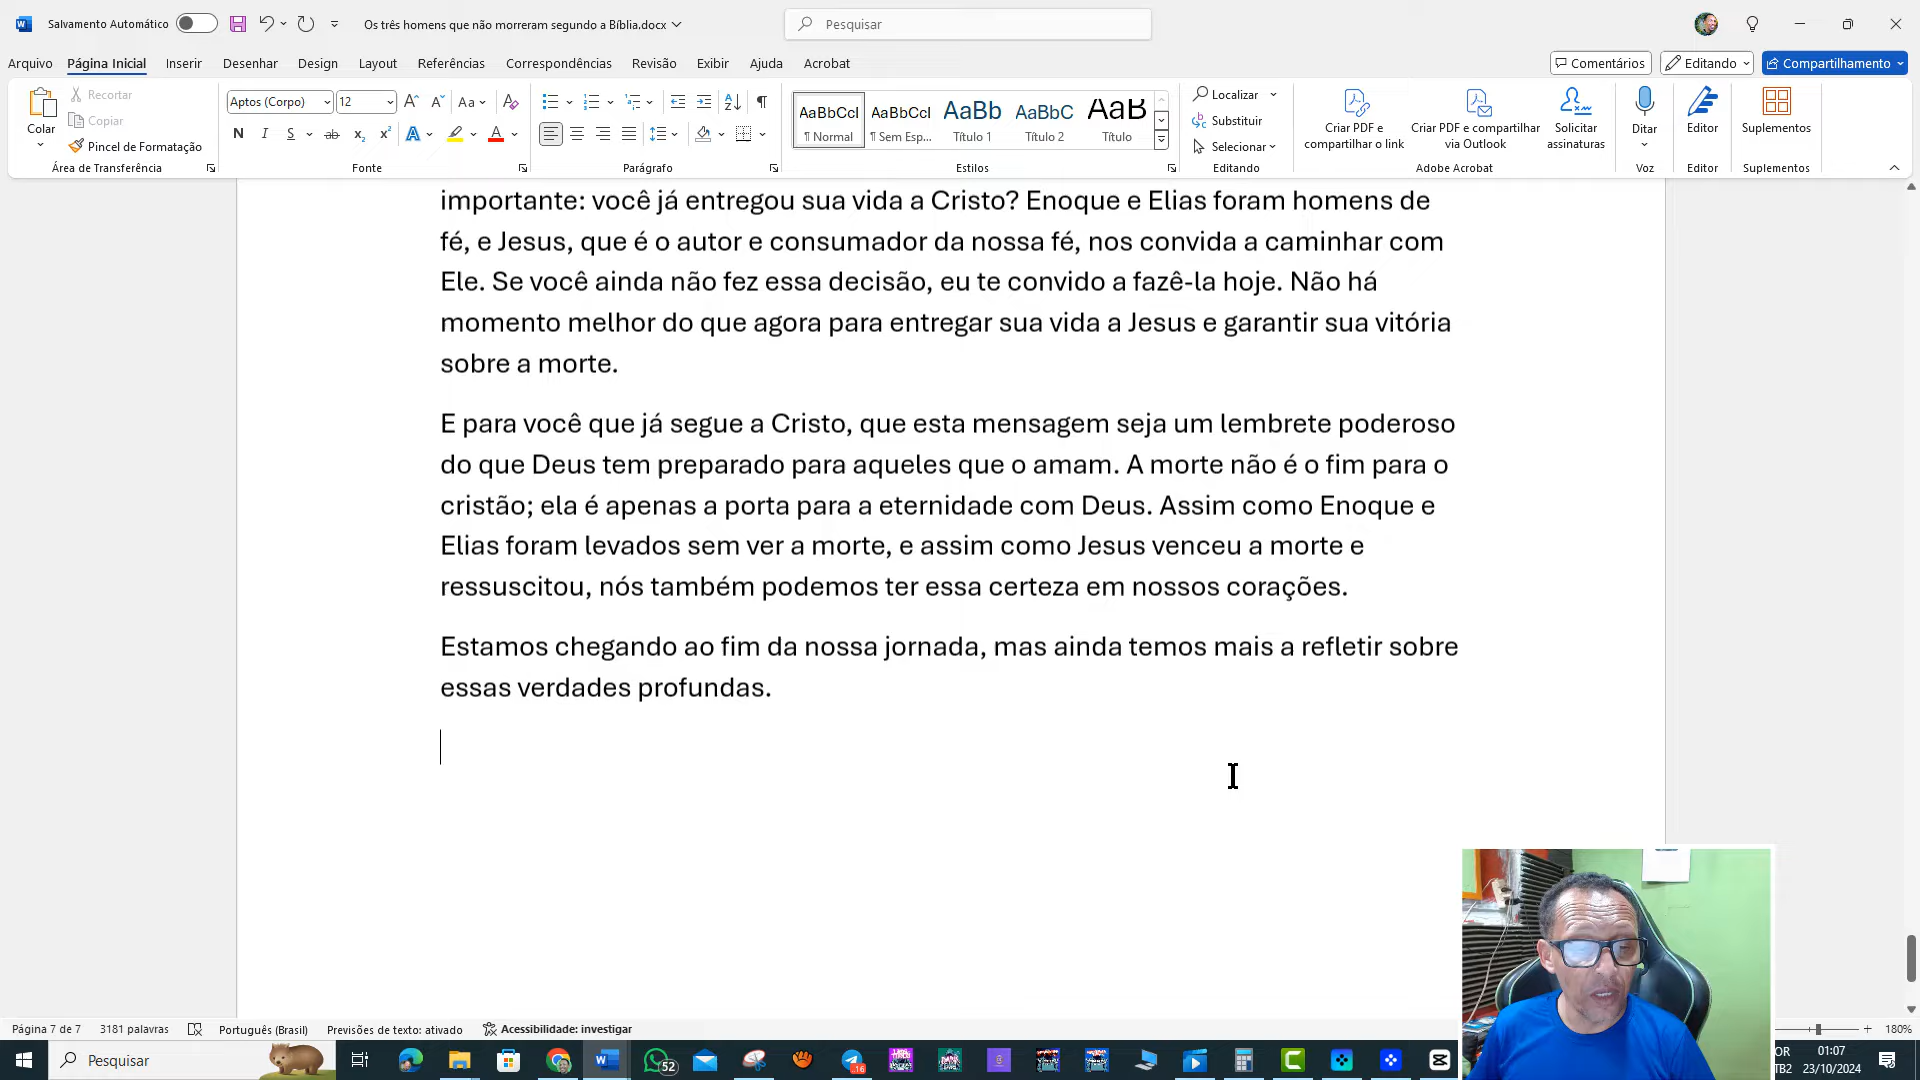 Salvamento Automático
Os três homens que não morreram segundo a Bíblia.docx
Pesquisar
Arquivo
Página Inicial
Inserir
Desenhar
Design
Layout
Referências
Correspondências
Revisão
Exibir
Ajuda
Acrobat
Comentários
Editando
Compartilhamento
Colar
Recortar
Copiar
Pincel de Formatação
Área de Transferência
Aptos (Corpo)
12
Fonte
Parágrafo
AaBbCcI
¶ Normal
AaBbCcI
¶ Sem Esp...
AaBb
Título 1
AaBbC
Título 2
AaB
Título
Estilos
Localizar
Substituir
Selecionar
Editando
Criar PDF e
compartilhar o link
Criar PDF e compartilhar
via Outlook
Solicitar
assinaturas
Adobe Acrobat
Ditar
Voz
Editor
Editor
Suplementos
Suplementos
importante: você já entregou sua vida a Cristo? Enoque e Elias foram homens de
fé, e Jesus, que é o autor e consumador da nossa fé, nos convida a caminhar com
Ele. Se você ainda não fez essa decisão, eu te convido a fazê-la hoje. Não há
momento melhor do que agora para entregar sua vida a Jesus e garantir sua vitória
sobre a morte.
E para você que já segue a Cristo, que esta mensagem seja um lembrete poderoso
do que Deus tem preparado para aqueles que o amam. A morte não é o fim para o
cristão; ela é apenas a porta para a eternidade com Deus. Assim como Enoque e
Elias foram levados sem ver a morte, e assim como Jesus venceu a morte e
ressuscitou, nós também podemos ter essa certeza em nossos corações.
Estamos chegando ao fim da nossa jornada, mas ainda temos mais a refletir sobre
essas verdades profundas.
Página 7 de 7
3181 palavras
Português (Brasil)
Previsões de texto: ativado
Acessibilidade: investigar
180%
Pesquisar
52
16
OR
TB2
01:07
23/10/2024